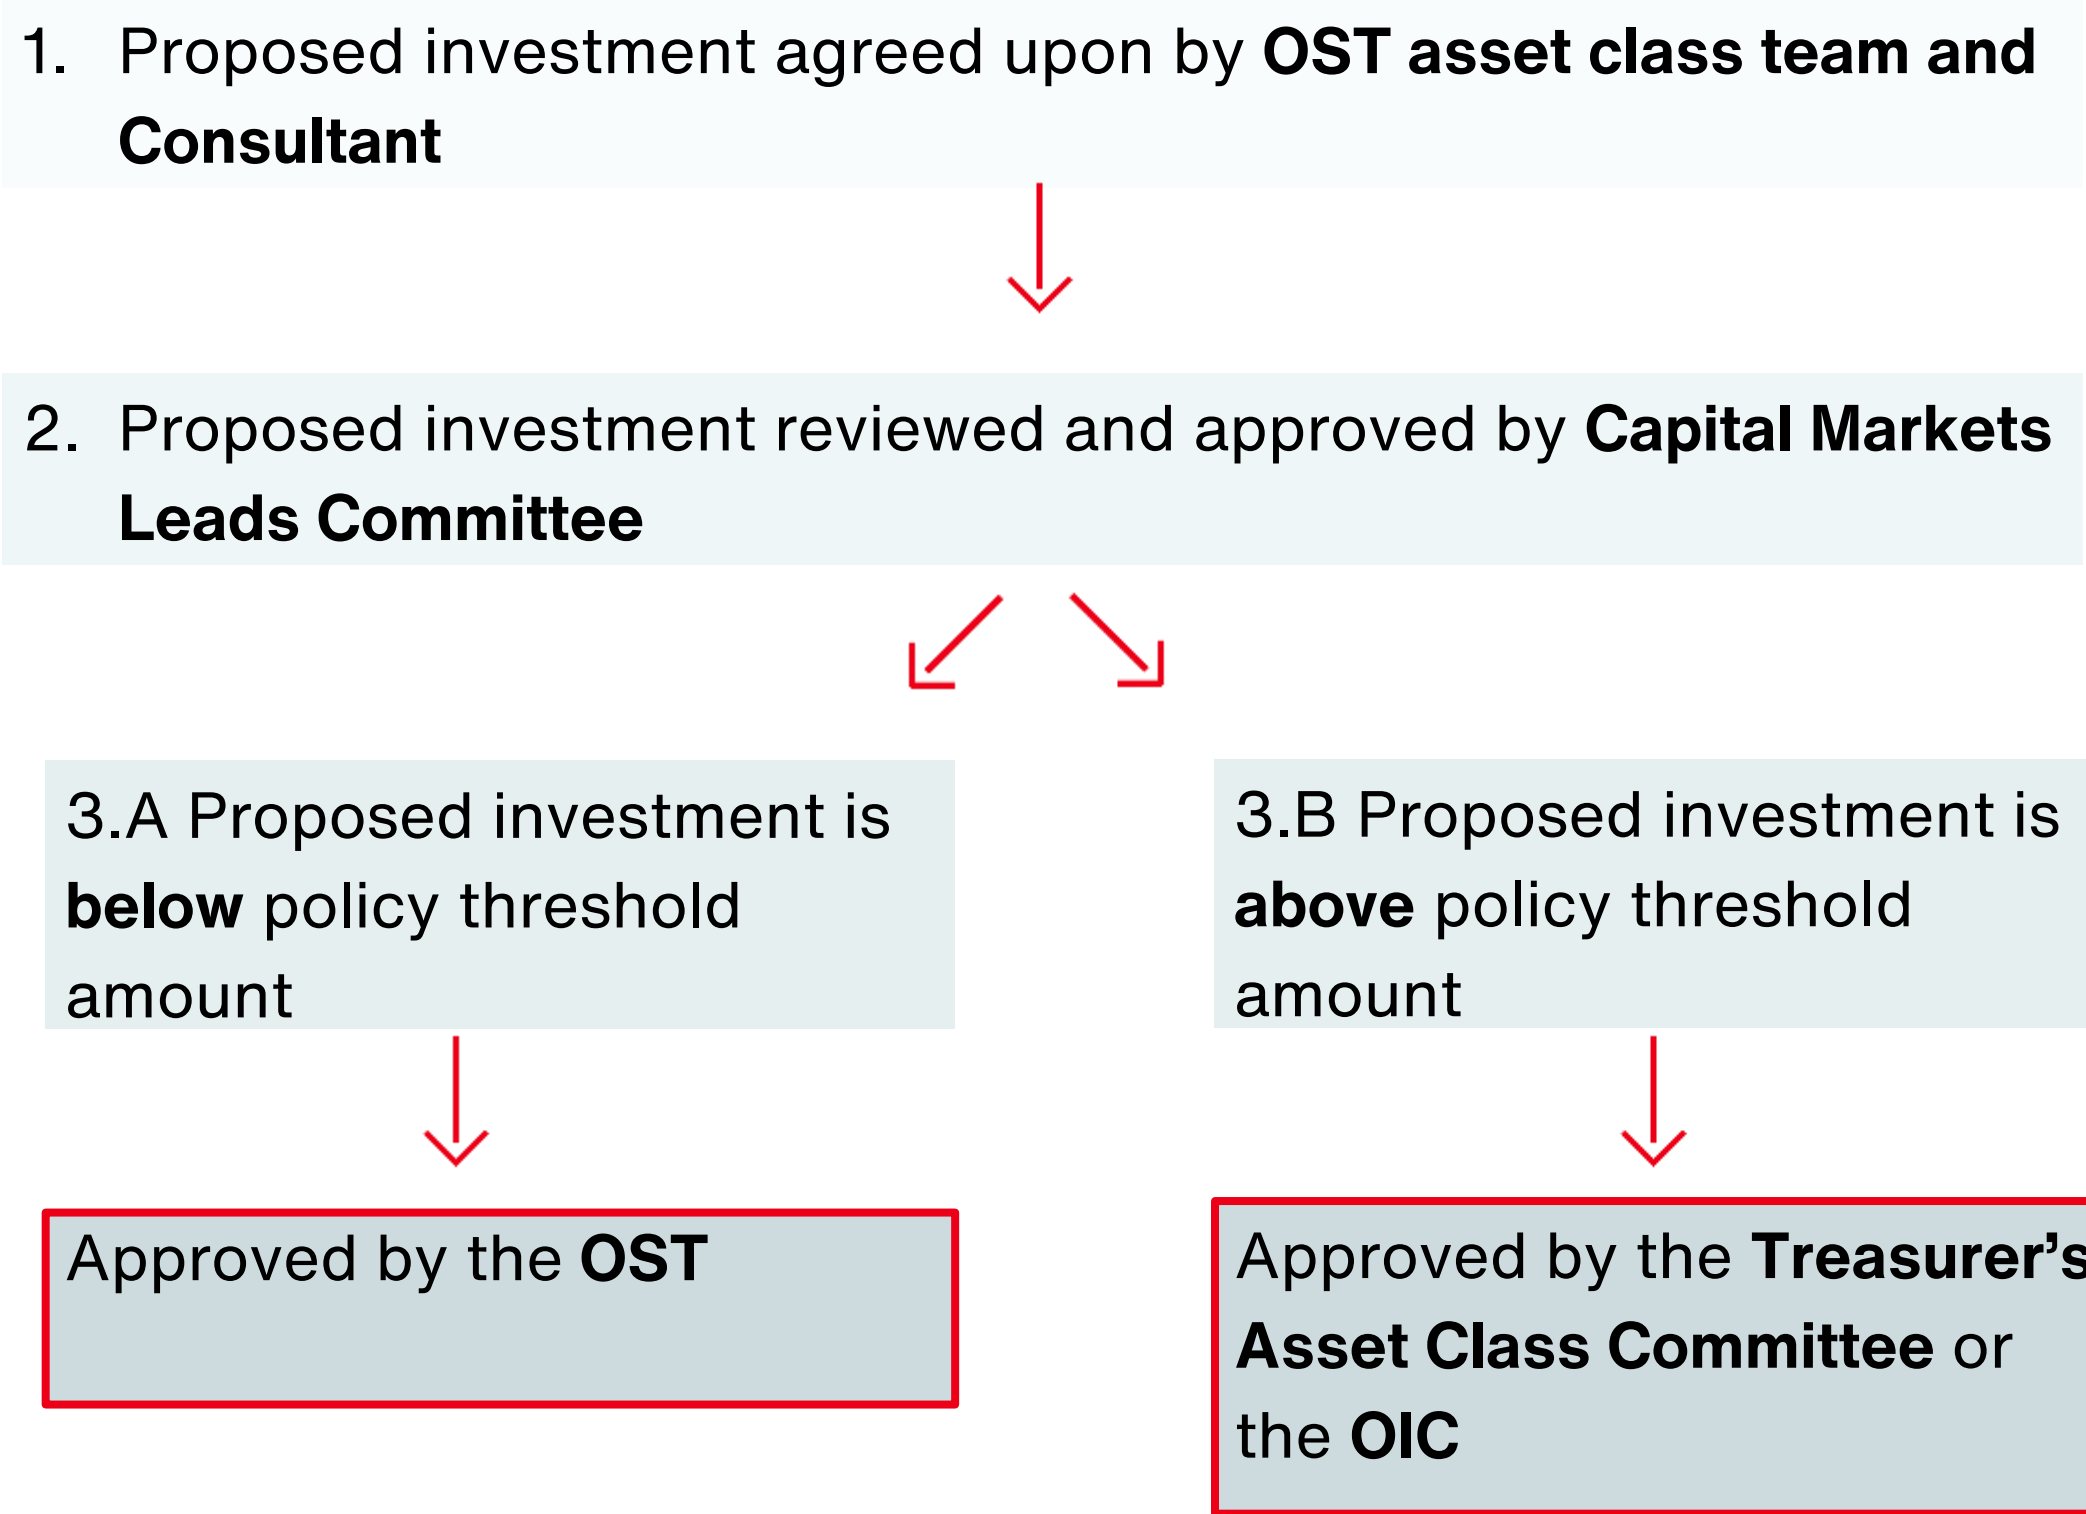 1. Proposed investment agreed upon by OST asset class team and
Consultant
2. Proposed investment reviewed and approved by Capital Markets
Leads Committee
3.A Proposed investment is
below policy threshold
amount
3.B Proposed investment is
above policy threshold
amount
Approved by the OST
Approved by the Treasurer’s
Asset Class Committee or
the OIC